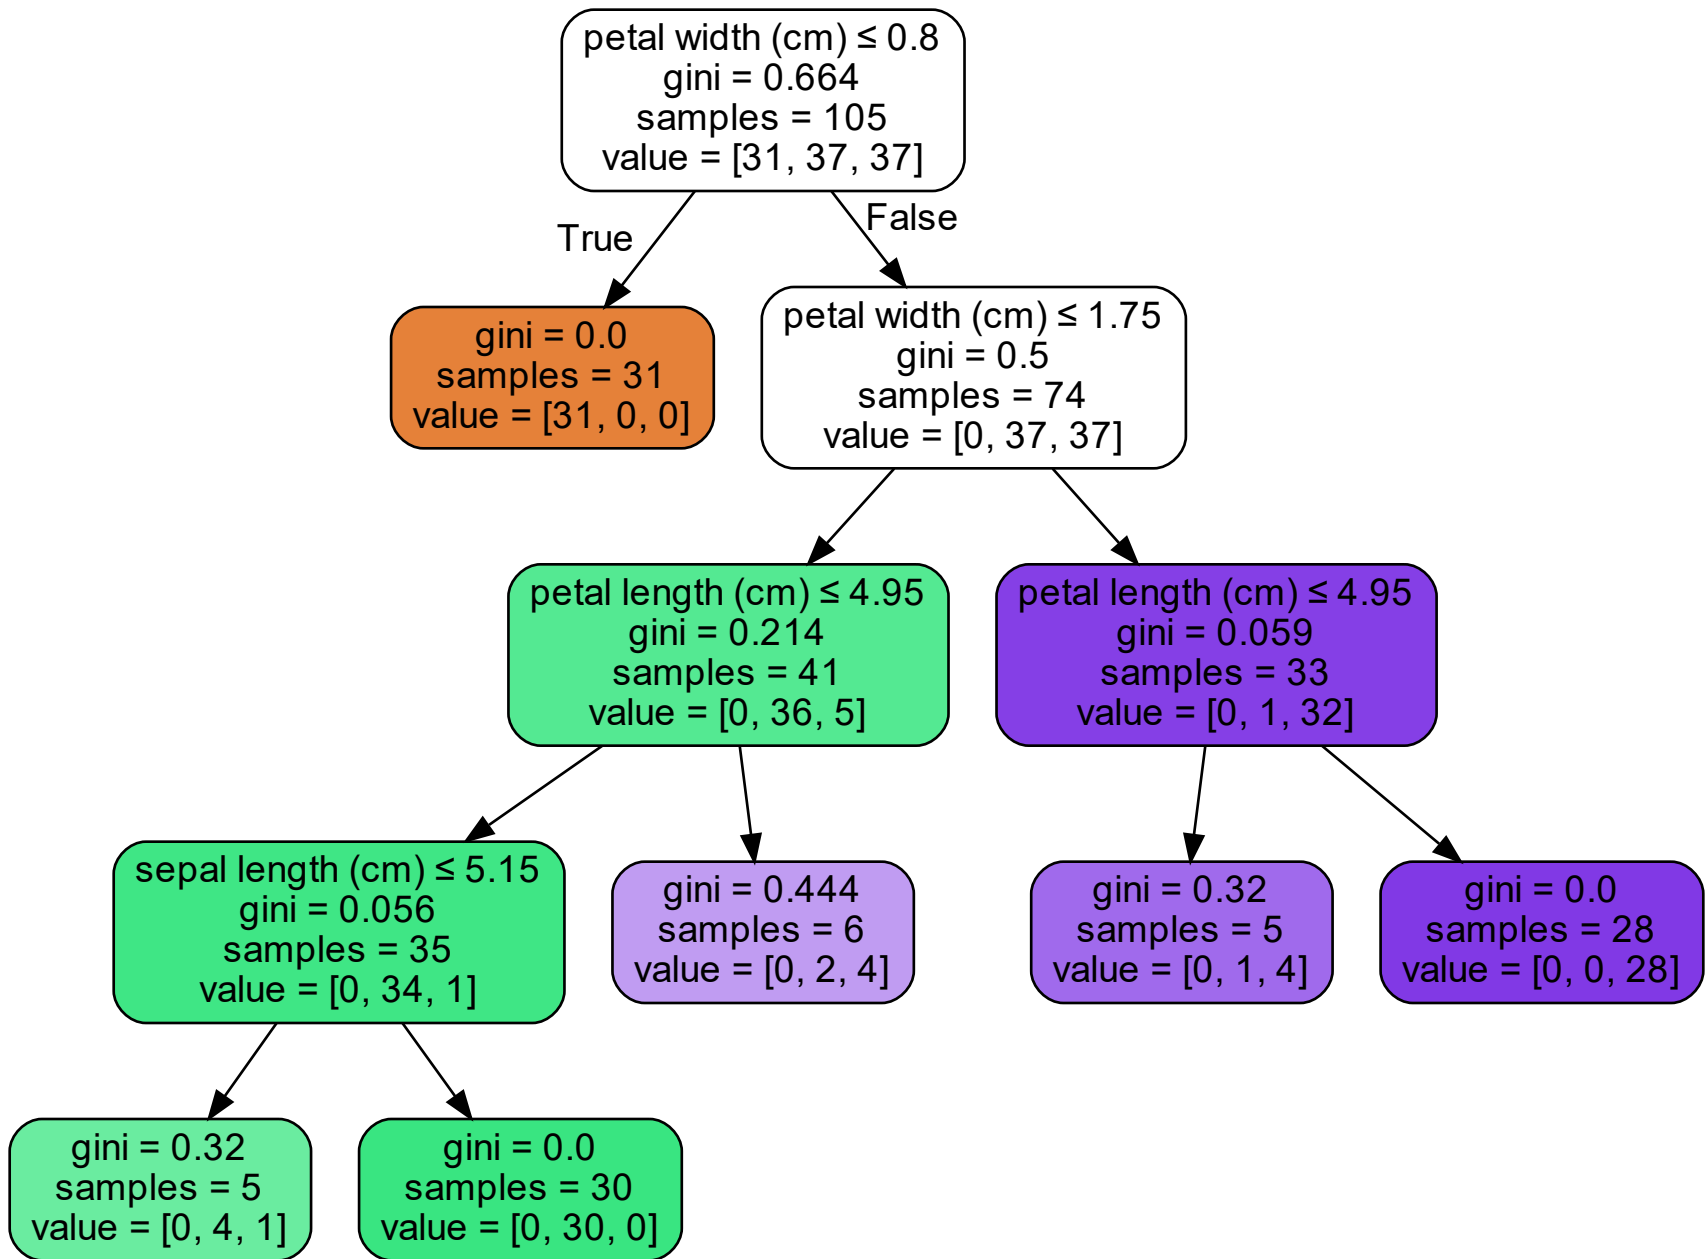 petal width (cm) ≤ 0.8
gini = 0.664
samples = 105
value = [31, 37, 37]
True
False
gini = 0.0
samples = 31
value = [31, 0, 0]
petal width (cm) ≤ 1.75
gini = 0.5
samples = 74
value = [0, 37, 37]
petal length (cm) ≤ 4.95
gini = 0.214
samples = 41
value = [0, 36, 5]
petal length (cm) ≤ 4.95
gini = 0.059
samples = 33
value = [0, 1, 32]
sepal length (cm) ≤ 5.15
gini = 0.056
samples = 35
value = [0, 34, 1]
gini = 0.444
samples = 6
value = [0, 2, 4]
gini = 0.32
samples = 5
value = [0, 1, 4]
gini = 0.0
samples = 28
value = [0, 0, 28]
gini = 0.32
samples = 5
value = [0, 4, 1]
gini = 0.0
samples = 30
value = [0, 30, 0]